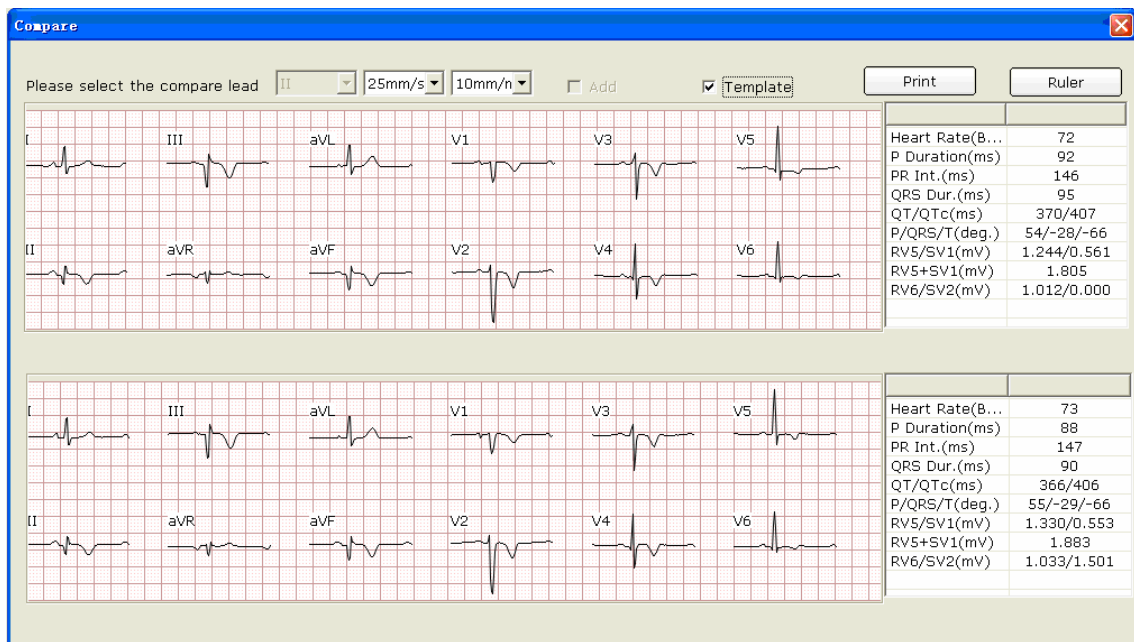 Compare
Please select the compare lead II 25mm/s 10mm/n Add Template Print Ruler
I III aVL V1 V3 V5
II aVR aVF V2 V4 V6
Heart Rate(B... 72
P Duration(ms) 92
PR Int.(ms) 146
QRS Dur.(ms) 95
QT/QTc(ms) 370/407
P/QRS/T(deg.) 54/-28/-66
RV5/SV1(mV) 1.244/0.561
RV5+SV1(mV) 1.805
RV6/SV2(mV) 1.012/0.000
I III aVL V1 V3 V5
II aVR aVF V2 V4 V6
Heart Rate(B... 73
P Duration(ms) 88
PR Int.(ms) 147
QRS Dur.(ms) 90
QT/QTc(ms) 366/406
P/QRS/T(deg.) 55/-29/-66
RV5/SV1(mV) 1.330/0.553
RV5+SV1(mV) 1.883
RV6/SV2(mV) 1.033/1.501